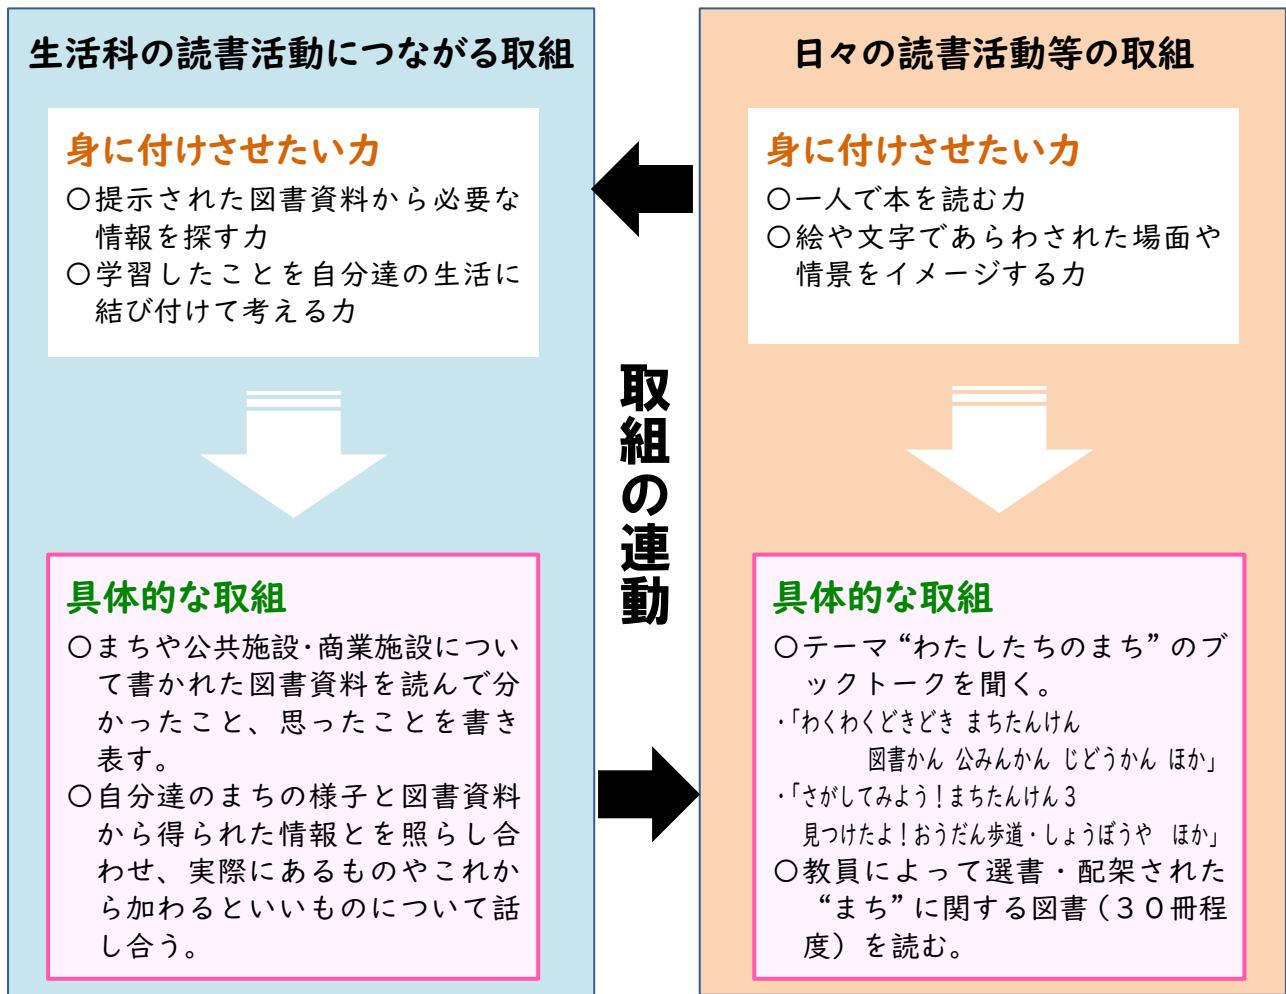 生活科の読書活動につながる取組
身に付けさせたい力
〇提示された図書資料から必要な
情報を探す力
〇学習したことを自分達の生活に
結び付けて考える力
具体的な取組
〇まちや公共施設・商業施設につい
て書かれた図書資料を読んで分
かったこと、思ったことを書き
表す。
〇自分達のまちの様子と図書資料
から得られた情報とを照らし合
わせ、実際にあるものやこれか
ら加わるといいものについて話
し合う。
取組の連動
日々の読書活動等の取組
身に付けさせたい力
〇一人で本を読む力
〇絵や文字であらわされた場面や
情景をイメージする力
具体的な取組
〇テーマ“わたしたちのまち”のブ
ックトークを聞く。
・「わくわくどきどき まちたんけん
図書かん 公みんかん じどうかん ほか」
・「さがしてみよう！まちたんけん３
見つけたよ！おうだん歩道・しょうぼうや ほか」
〇教員によって選書・配架された
“まち”に関する図書（３０冊程
度）を読む。